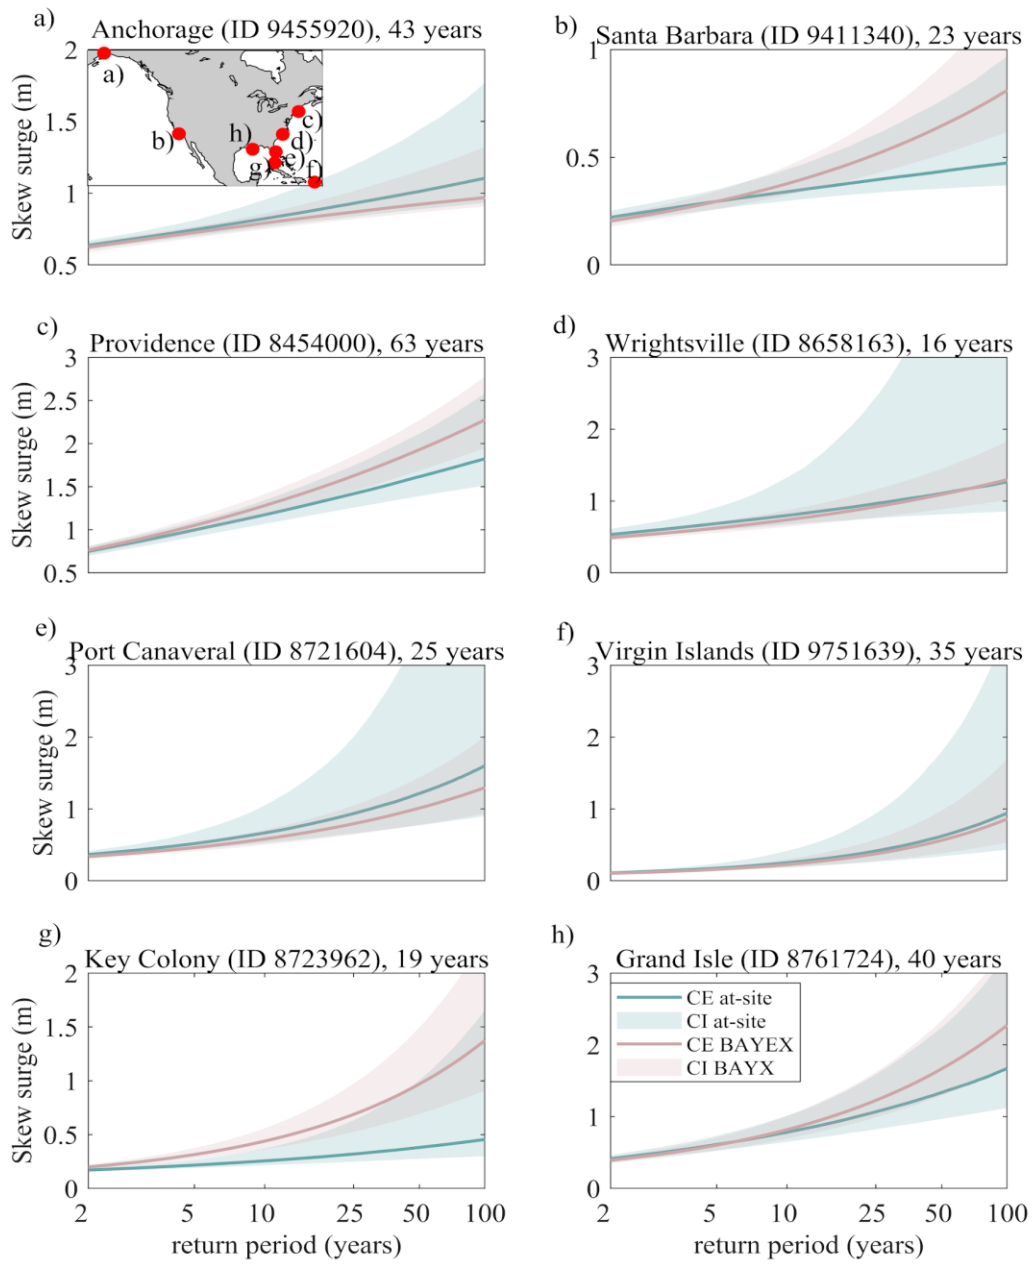 a)
Anchorage (ID 9455920), 43 years
Skew surge (m)
2
1.5
1
0.5
a)
b)
h)
c)
d)
e)
g)
f)
b)
Santa Barbara (ID 9411340), 23 years
1
0.5
0
c)
Providence (ID 8454000), 63 years
Skew surge (m)
3
2.5
2
1.5
1
0.5
d)
Wrightsville (ID 8658163), 16 years
3
2
1
0
e)
Port Canaveral (ID 8721604), 25 years
Skew surge (m)
3
2
1
0
f)
Virgin Islands (ID 9751639), 35 years
3
2
1
0
g)
Key Colony (ID 8723962), 19 years
Skew surge (m)
2
1.5
1
0.5
0
2 5 10 25 50 100
return period (years)
h)
Grand Isle (ID 8761724), 40 years
3
2
1
0
CE at-site
CI at-site
CE BAYEX
CI BAYX
2 5 10 25 50 100
return period (years)